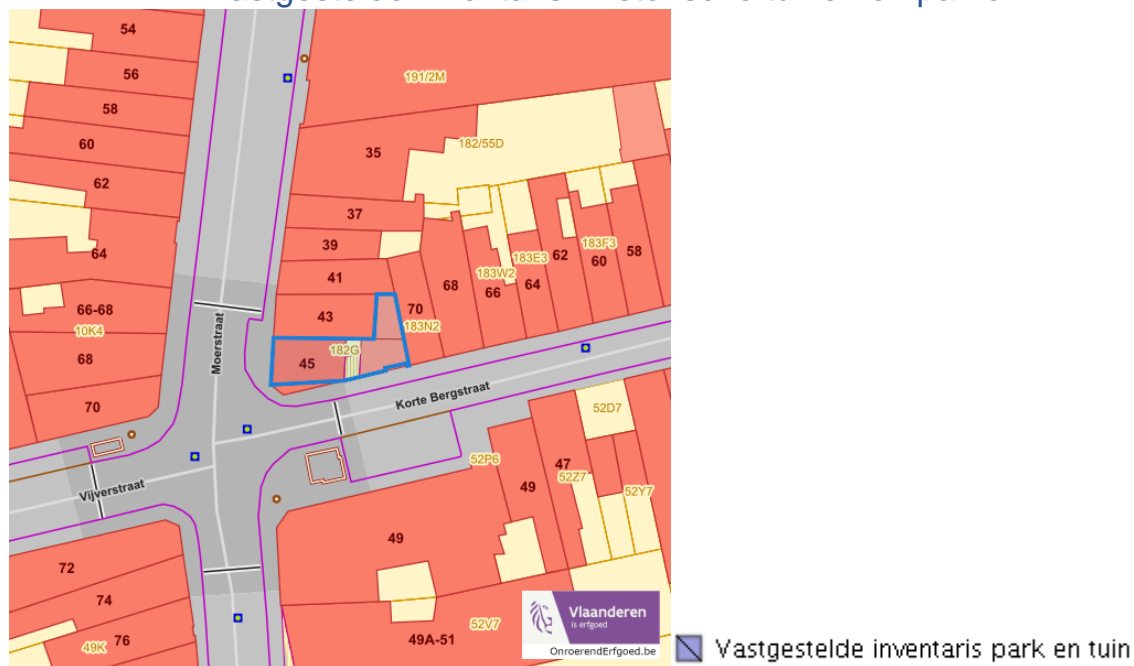 54
56
191/2M
58
60
35
182/55D
62
37
64
39
183F3
183E3
62
60
58
41
68
183W2
66
64
66-68
10K4
43
70
183N2
Moerstraat
68
45
182G
Korte Bergstraat
70
52D7
47
52P6
52Z7
49
52Y7
Vijverstraat
49
72
74
76
49K
49A-51
52V7
Vlaanderen
is erfgoed
OnroerendErfgoed.be
Vastgestelde inventaris park en tuin